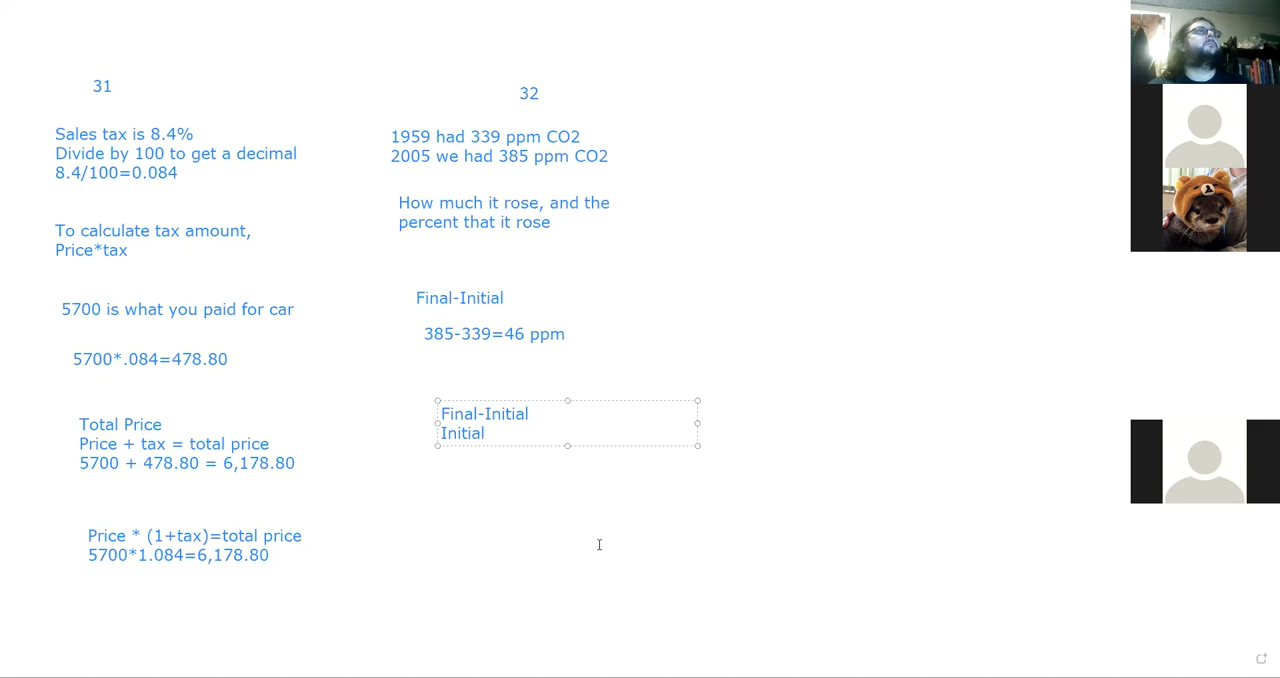 31
Sales tax is 8.4%
Divide by 100 to get a decimal
8.4/100=0.084
To calculate tax amount,
Price*tax
5700 is what you paid for car
5700*.084=478.80
Total Price
Price + tax = total price
5700 + 478.80 = 6,178.80
Price * (1+tax)=total price
5700*1.084=6,178.80
32
1959 had 339 ppm CO2
2005 we had 385 ppm CO2
How much it rose, and the
percent that it rose
Final-Initial
385-339=46 ppm
Final-Initial
Initial